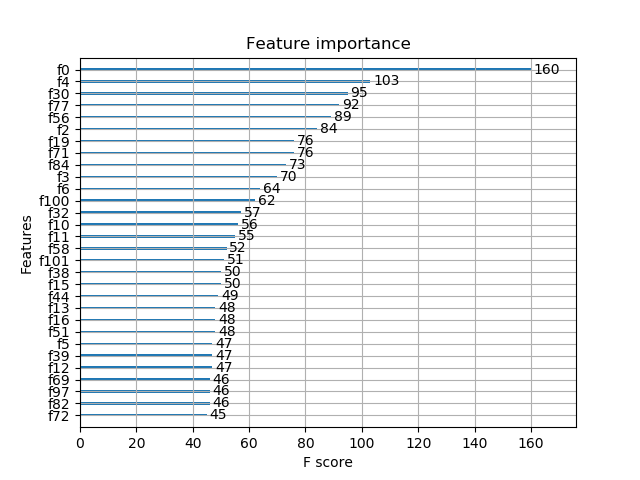 Feature importance
Features
f0 160
f4 103
f30 95
f77 92
f56 89
f2 84
f19 76
f71 76
f84 73
f3 70
f6 64
f100 62
f32 57
f10 56
f11 55
f58 52
f101 51
f38 50
f15 50
f44 49
f13 48
f16 48
f51 48
f5 47
f39 47
f12 47
f69 46
f97 46
f82 46
f72 45
0 20 40 60 80 100 120 140 160
F score